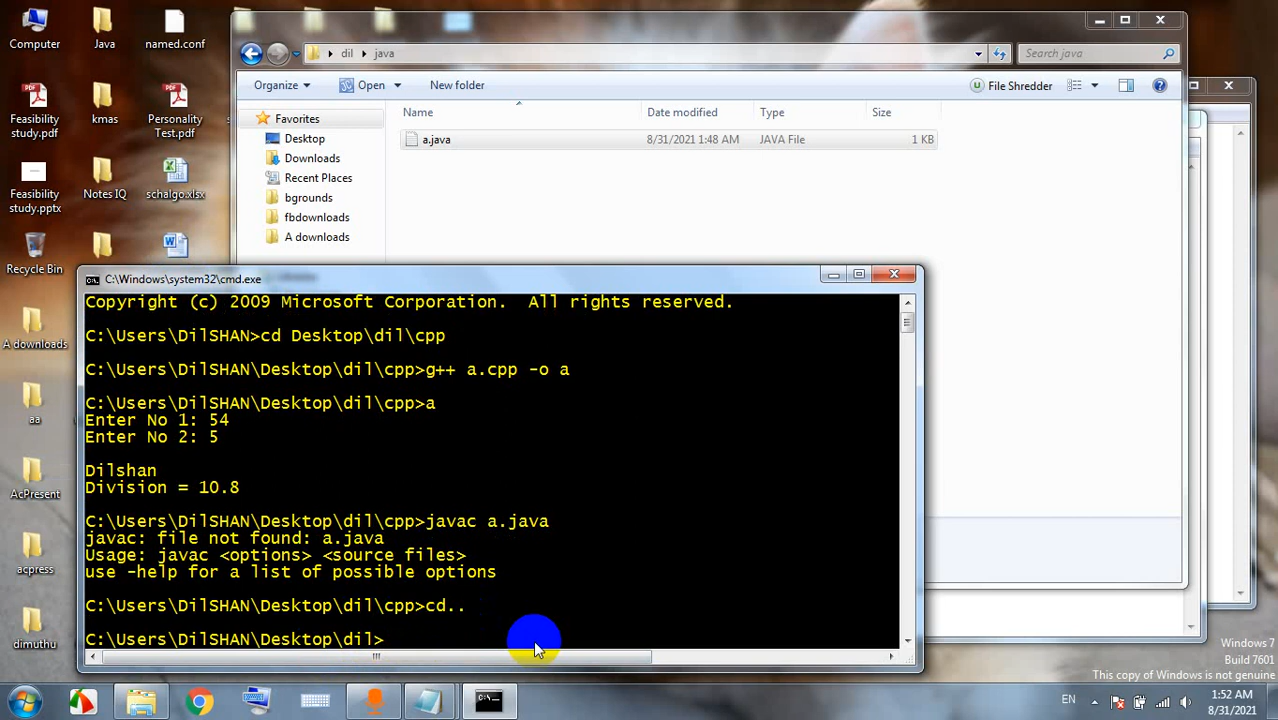 Computer
Java
named.conf
Feasibility
study.pdf
kmas
Personality
Test.pdf
Feasibility
study.pptx
Notes IQ
schalgo.xlsx
Recycle Bin
A downloads
aa
AcPresent
acpress
dimuthu
dil
java
Search java
Organize
Open
New folder
File Shredder
Favorites
Desktop
Downloads
Recent Places
bgrounds
fbdownloads
A downloads
Name
Date modified
Type
Size
a.java
8/31/2021 1:48 AM
JAVA File
1 KB
C:\Windows\system32\cmd.exe
Copyright (c) 2009 Microsoft Corporation.  All rights reserved.
C:\Users\DilSHAN>cd Desktop\dil\cpp
C:\Users\DilSHAN\Desktop\dil\cpp>g++ a.cpp -o a
C:\Users\DilSHAN\Desktop\dil\cpp>a
Enter No 1: 54
Enter No 2: 5
Dilshan
Division = 10.8
C:\Users\DilSHAN\Desktop\dil\cpp>javac a.java
javac: file not found: a.java
Usage: javac <options> <source files>
use -help for a list of possible options
C:\Users\DilSHAN\Desktop\dil\cpp>cd..
C:\Users\DilSHAN\Desktop\dil>
Windows 7
Build 7601
This copy of Windows is not genuine
EN
1:52 AM
8/31/2021